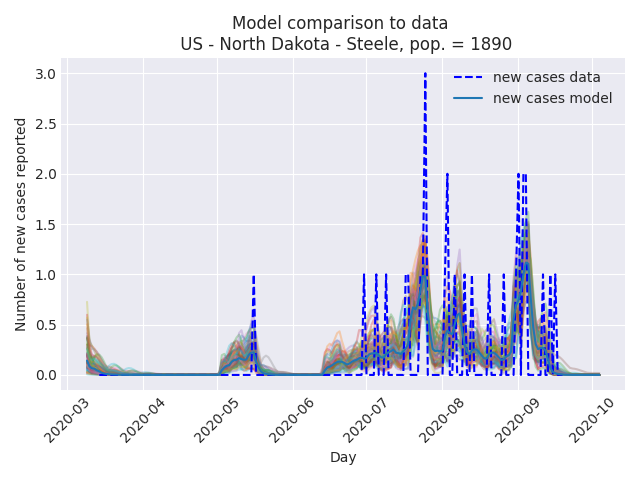 Model comparison to data
US - North Dakota - Steele, pop. = 1890
new cases data
new cases model
Number of new cases reported
3.0
2.5
2.0
1.5
1.0
0.5
0.0
2020-03
2020-04
2020-05
2020-06
2020-07
2020-08
2020-09
2020-10
Day